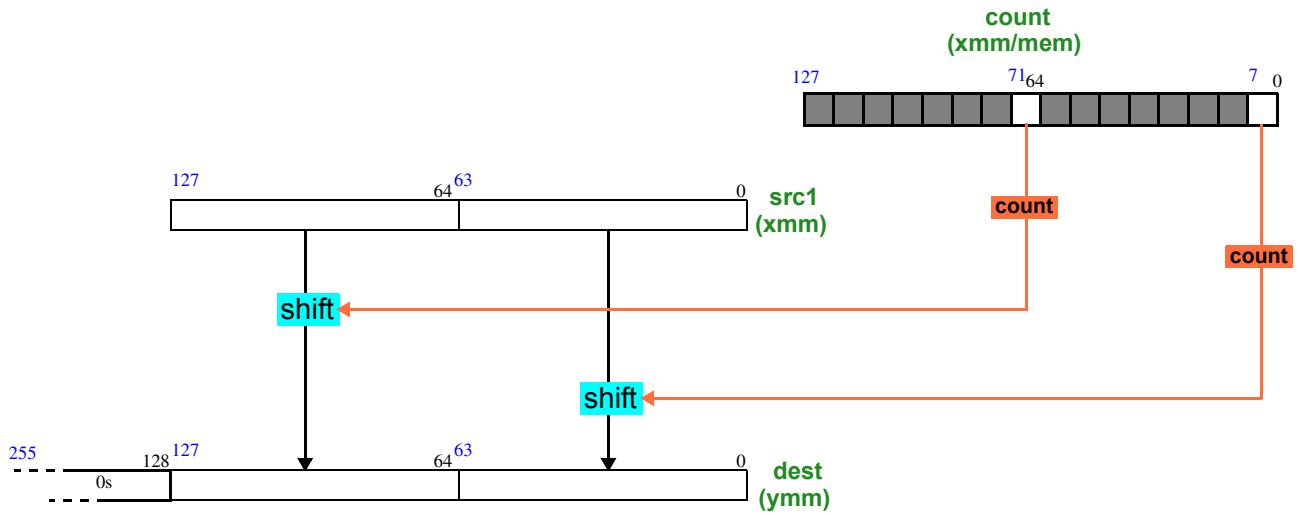 count
(xmm/mem)
127 71 64 7 0
127 64 63 0
src1
(xmm)
count
count
shift
shift
255 128 127 64 63 0
0s
dest
(ymm)